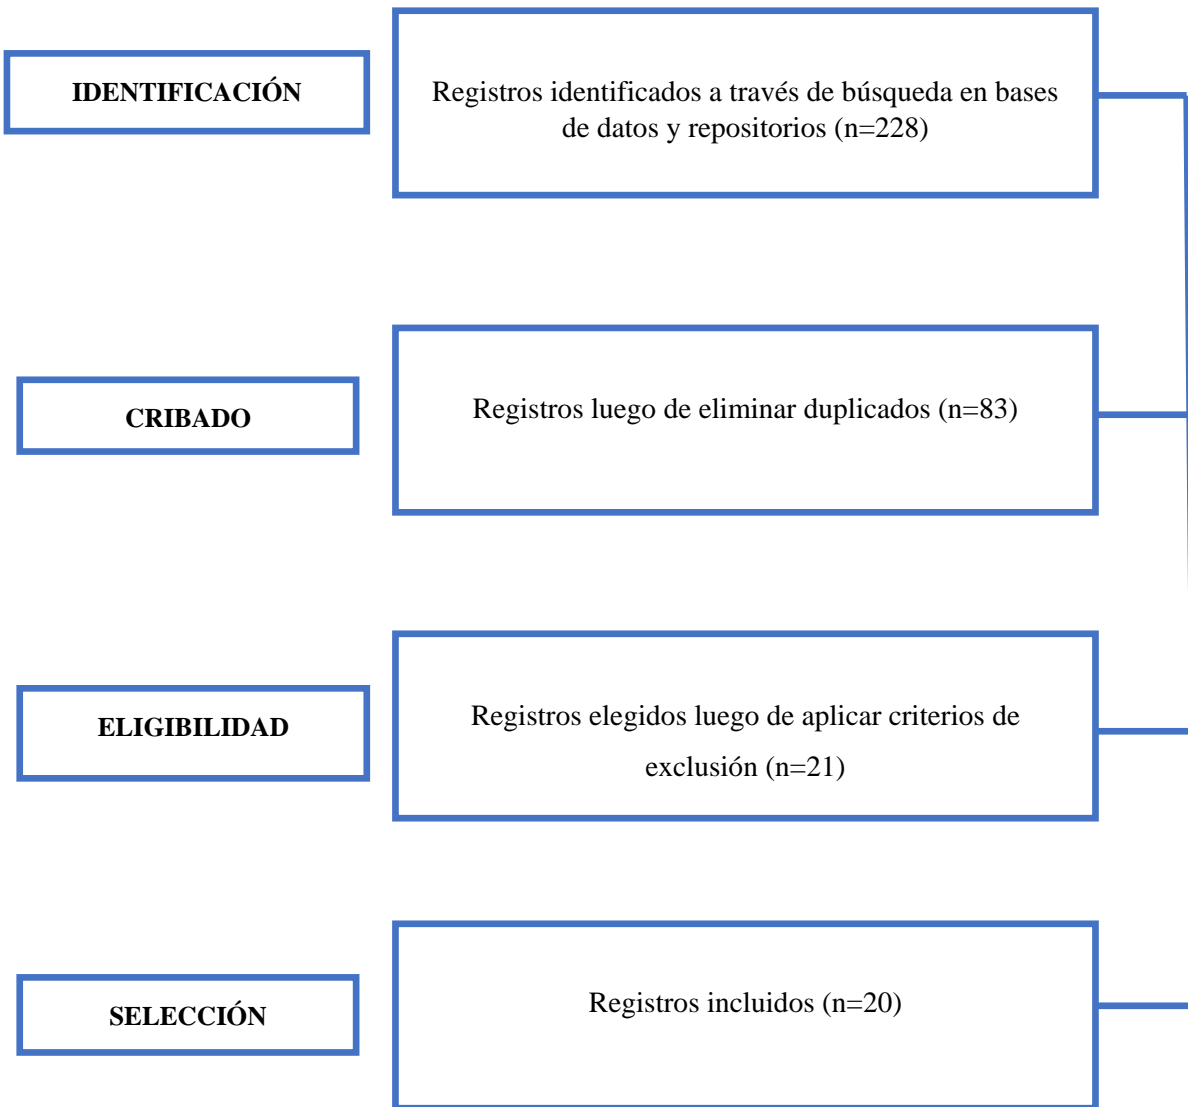 IDENTIFICACIÓN
Registros identificados a través de búsqueda en bases
de datos y repositorios (n=228)
CRIBADO
Registros luego de eliminar duplicados (n=83)
ELIGIBILIDAD
Registros elegidos luego de aplicar criterios de
exclusión (n=21)
SELECCIÓN
Registros incluidos (n=20)